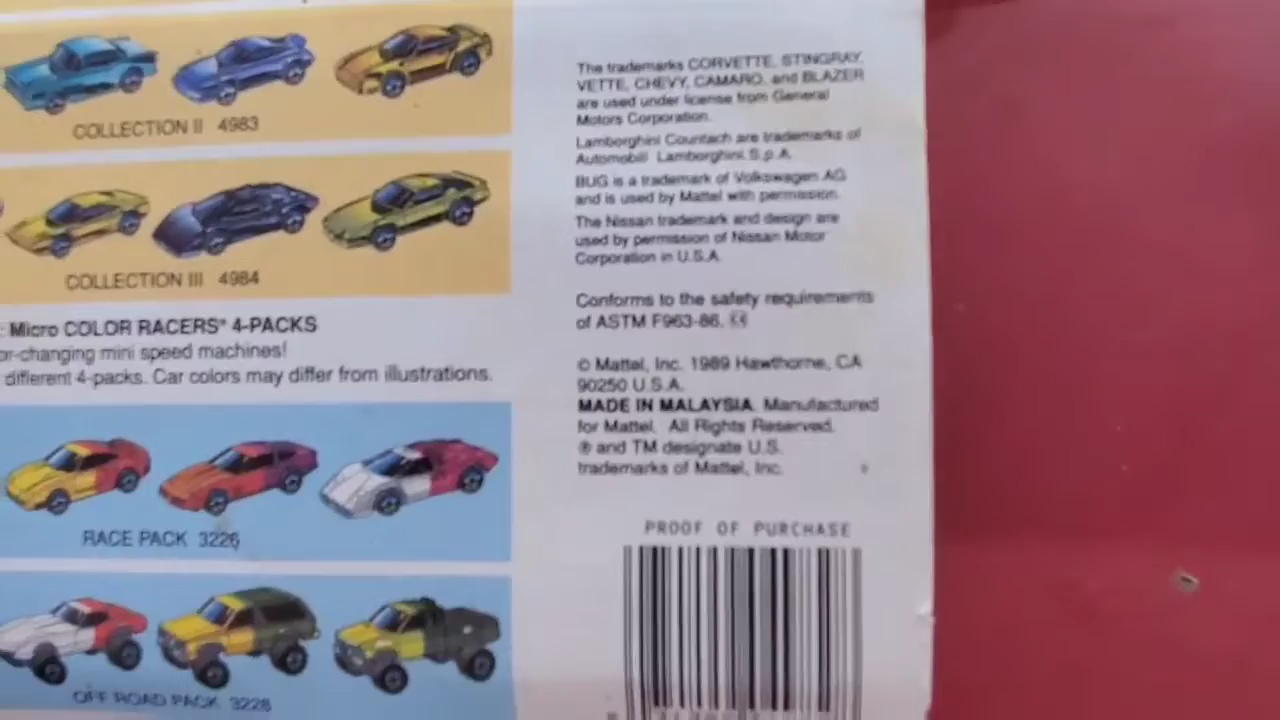 COLLECTION II 4983
COLLECTION III 4984
: Micro COLOR RACERS® 4-PACKS
or-changing mini speed machines!
different 4-packs. Car colors may differ from illustrations.
RACE PACK 3226
OFF ROAD PACK 3228
The trademarks CORVETTE, STINGRAY,
VETTE, CHEVY, CAMARO, and BLAZER
are used under license from General
Motors Corporation.
Lamborghini Countach are trademarks of
Automobili Lamborghini S.p.A.
BUG is a trademark of Volkswagen AG
and is used by Mattel with permission.
The Nissan trademark and design are
used by permission of Nissan Motor
Corporation in U.S.A.
Conforms to the safety requirements
of ASTM F963-86.
© Mattel, Inc. 1989 Hawthorne, CA
90250 U.S.A.
MADE IN MALAYSIA. Manufactured
for Mattel. All Rights Reserved.
® and TM designate U.S.
trademarks of Mattel, Inc.
PROOF OF PURCHASE